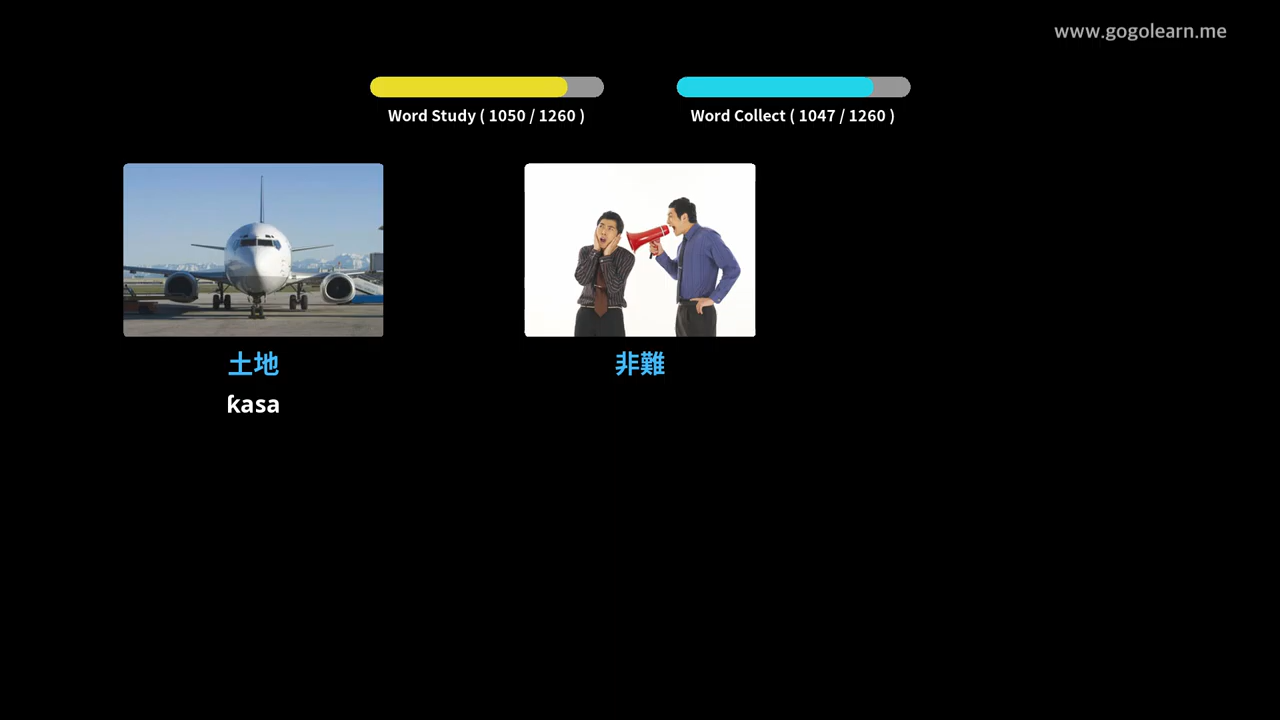 www.gogolearn.me
Word Study ( 1050 / 1260 )
Word Collect ( 1047 / 1260 )
土地
非難
ƙasa